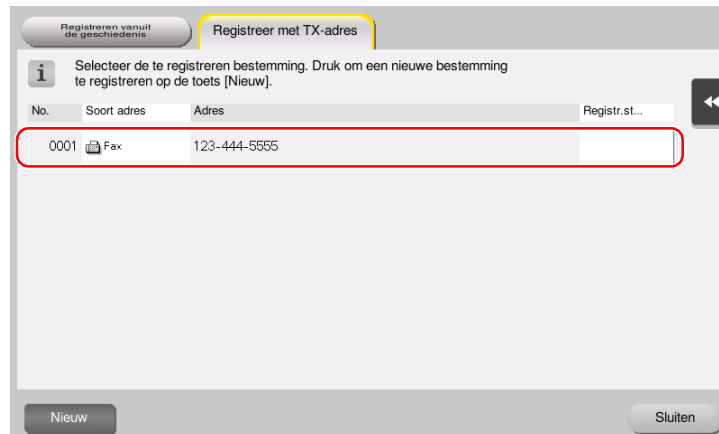 Registreren vanuit
de geschiedenis
Registreer met TX-adres
i
Selecteer de te registreren bestemming. Druk om een nieuwe bestemming
te registreren op de toets [Nieuw].
No. Soort adres Adres Registr.st...
0001 Fax 123-444-5555
Nieuw Sluiten